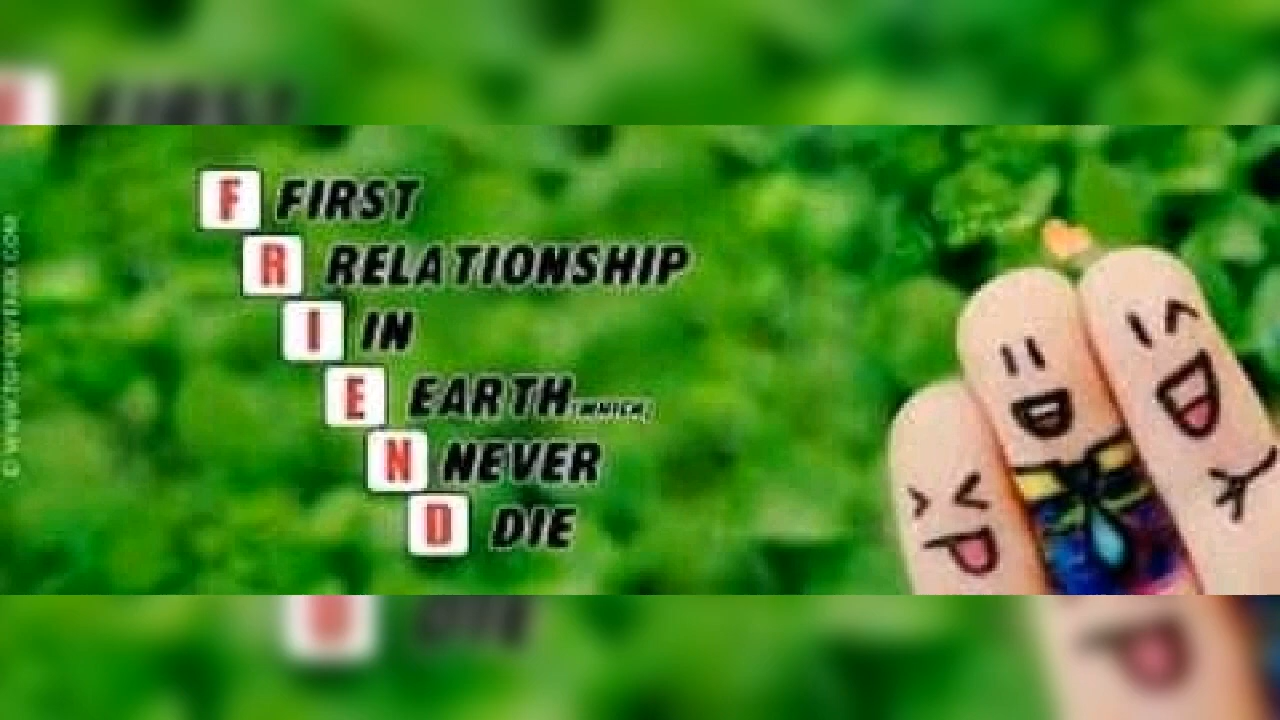 F FIRST
R RELATIONSHIP
I IN
E EARTH
N NEVER
D DIE